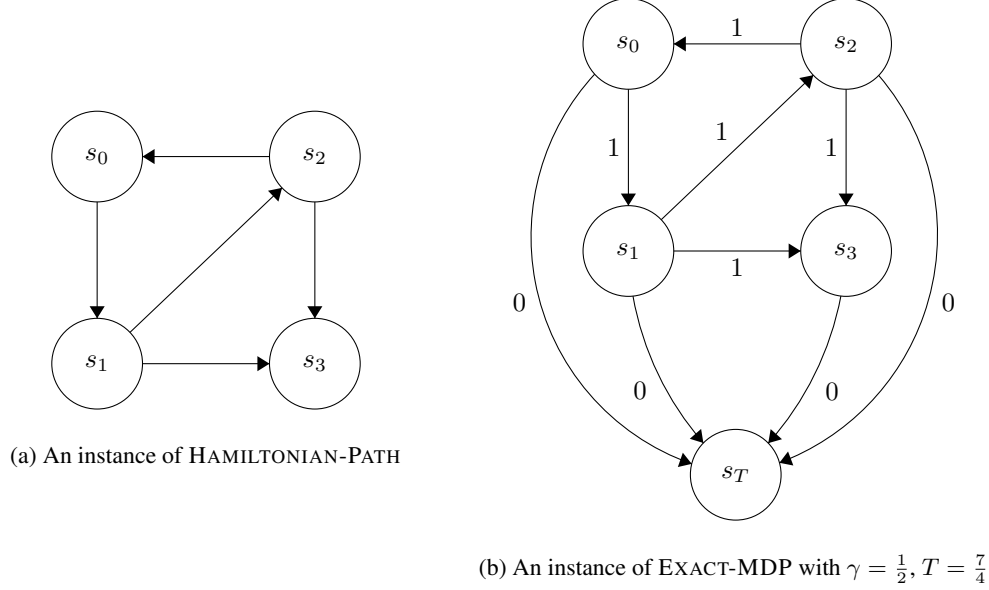 s₀
s₂
s₁
s₃
(a) An instance of HAMILTONIAN-PATH
s₀
1
s₂
1
1
1
s₁
1
s₃
0
0
0
0
s_T
(b) An instance of EXACT-MDP with γ = 1/2, T = 7/4